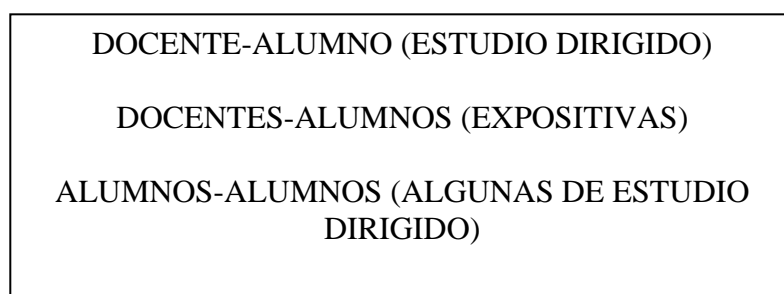 DOCENTE-ALUMNO (ESTUDIO DIRIGIDO)
DOCENTES-ALUMNOS (EXPOSITIVAS)
ALUMNOS-ALUMNOS (ALGUNAS DE ESTUDIO
DIRIGIDO)